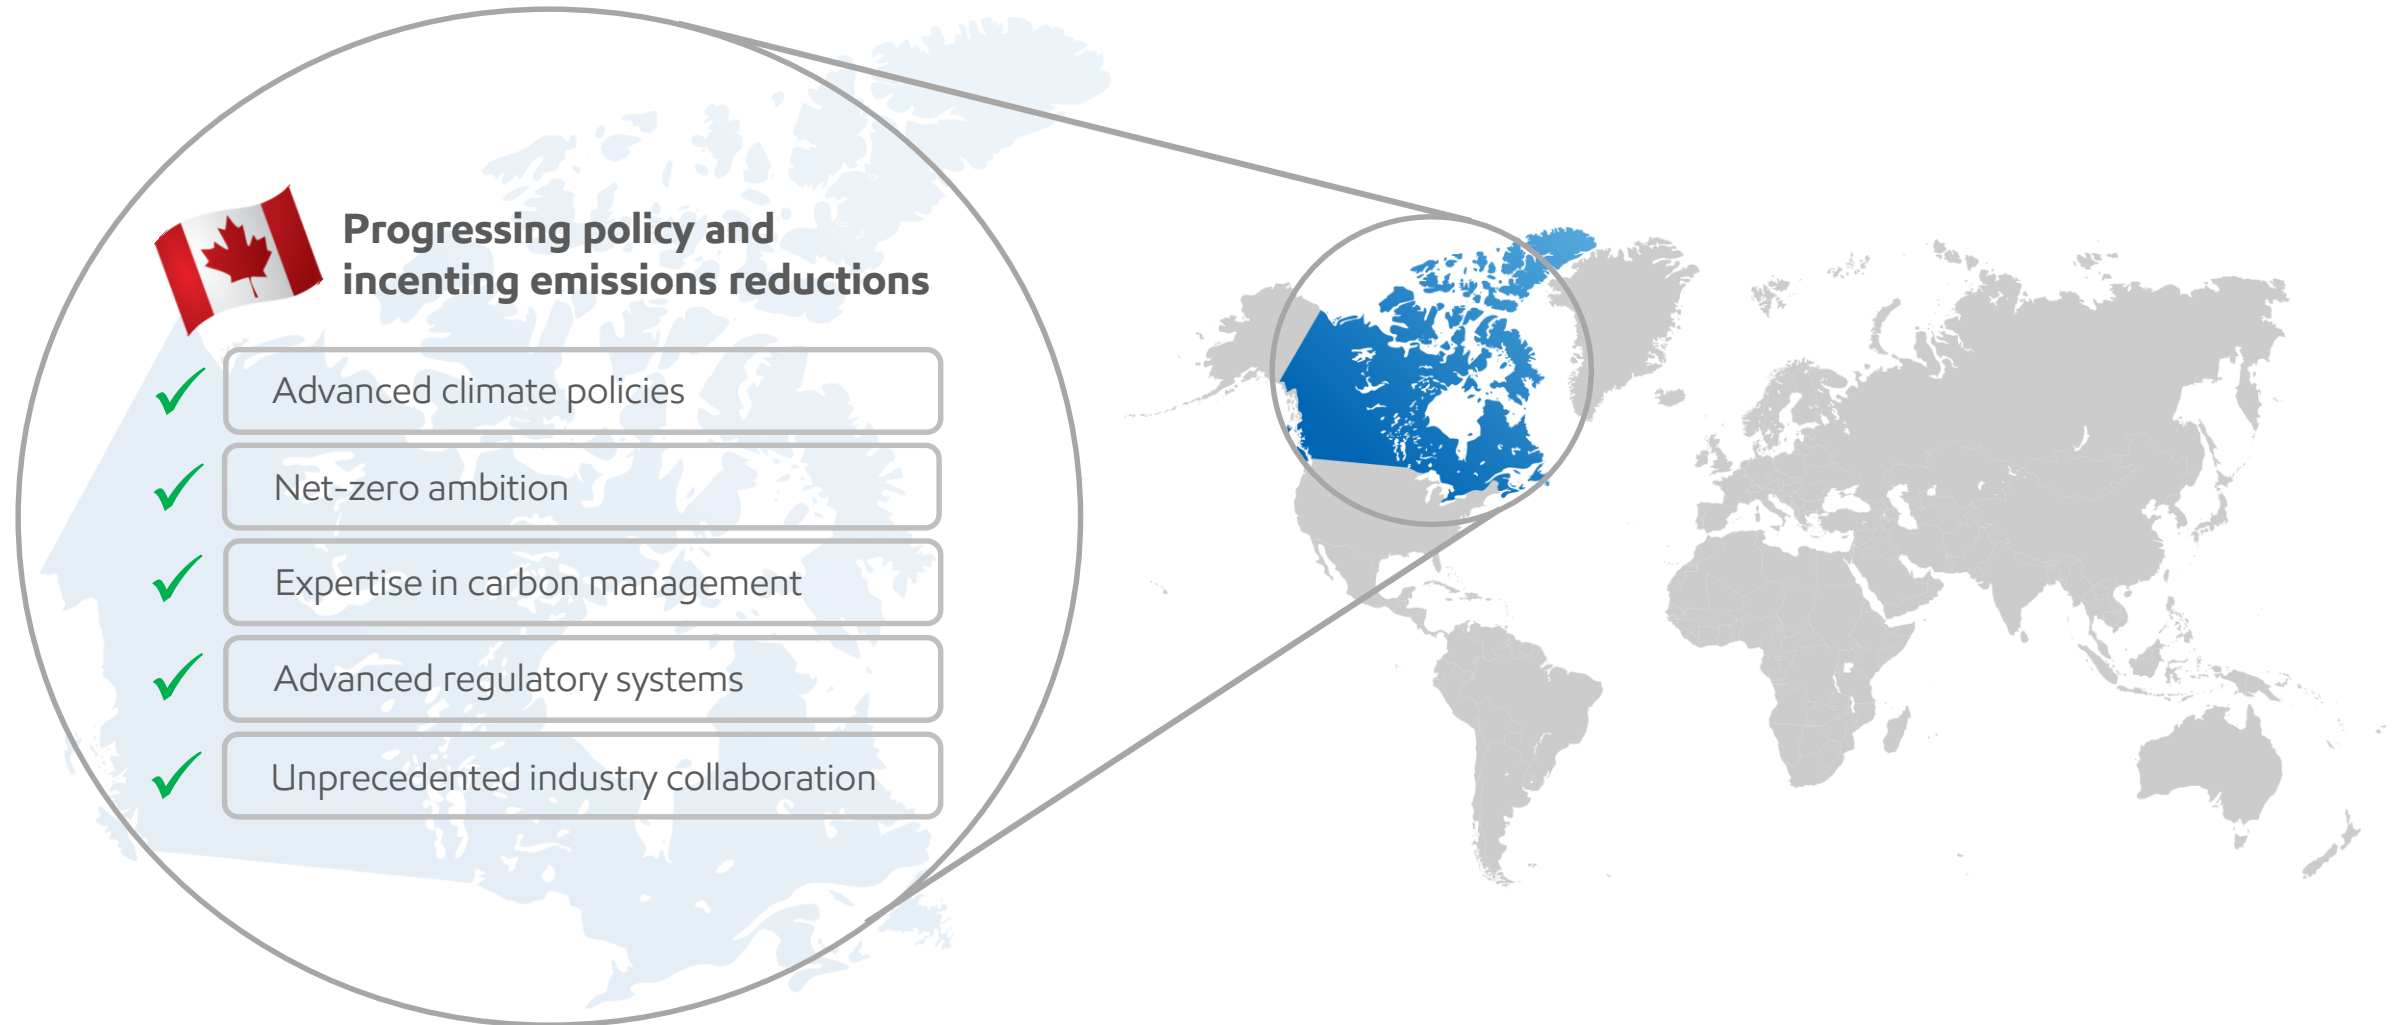 Progressing policy and
incenting emissions reductions
Advanced climate policies
Net-zero ambition
Expertise in carbon management
Advanced regulatory systems
Unprecedented industry collaboration